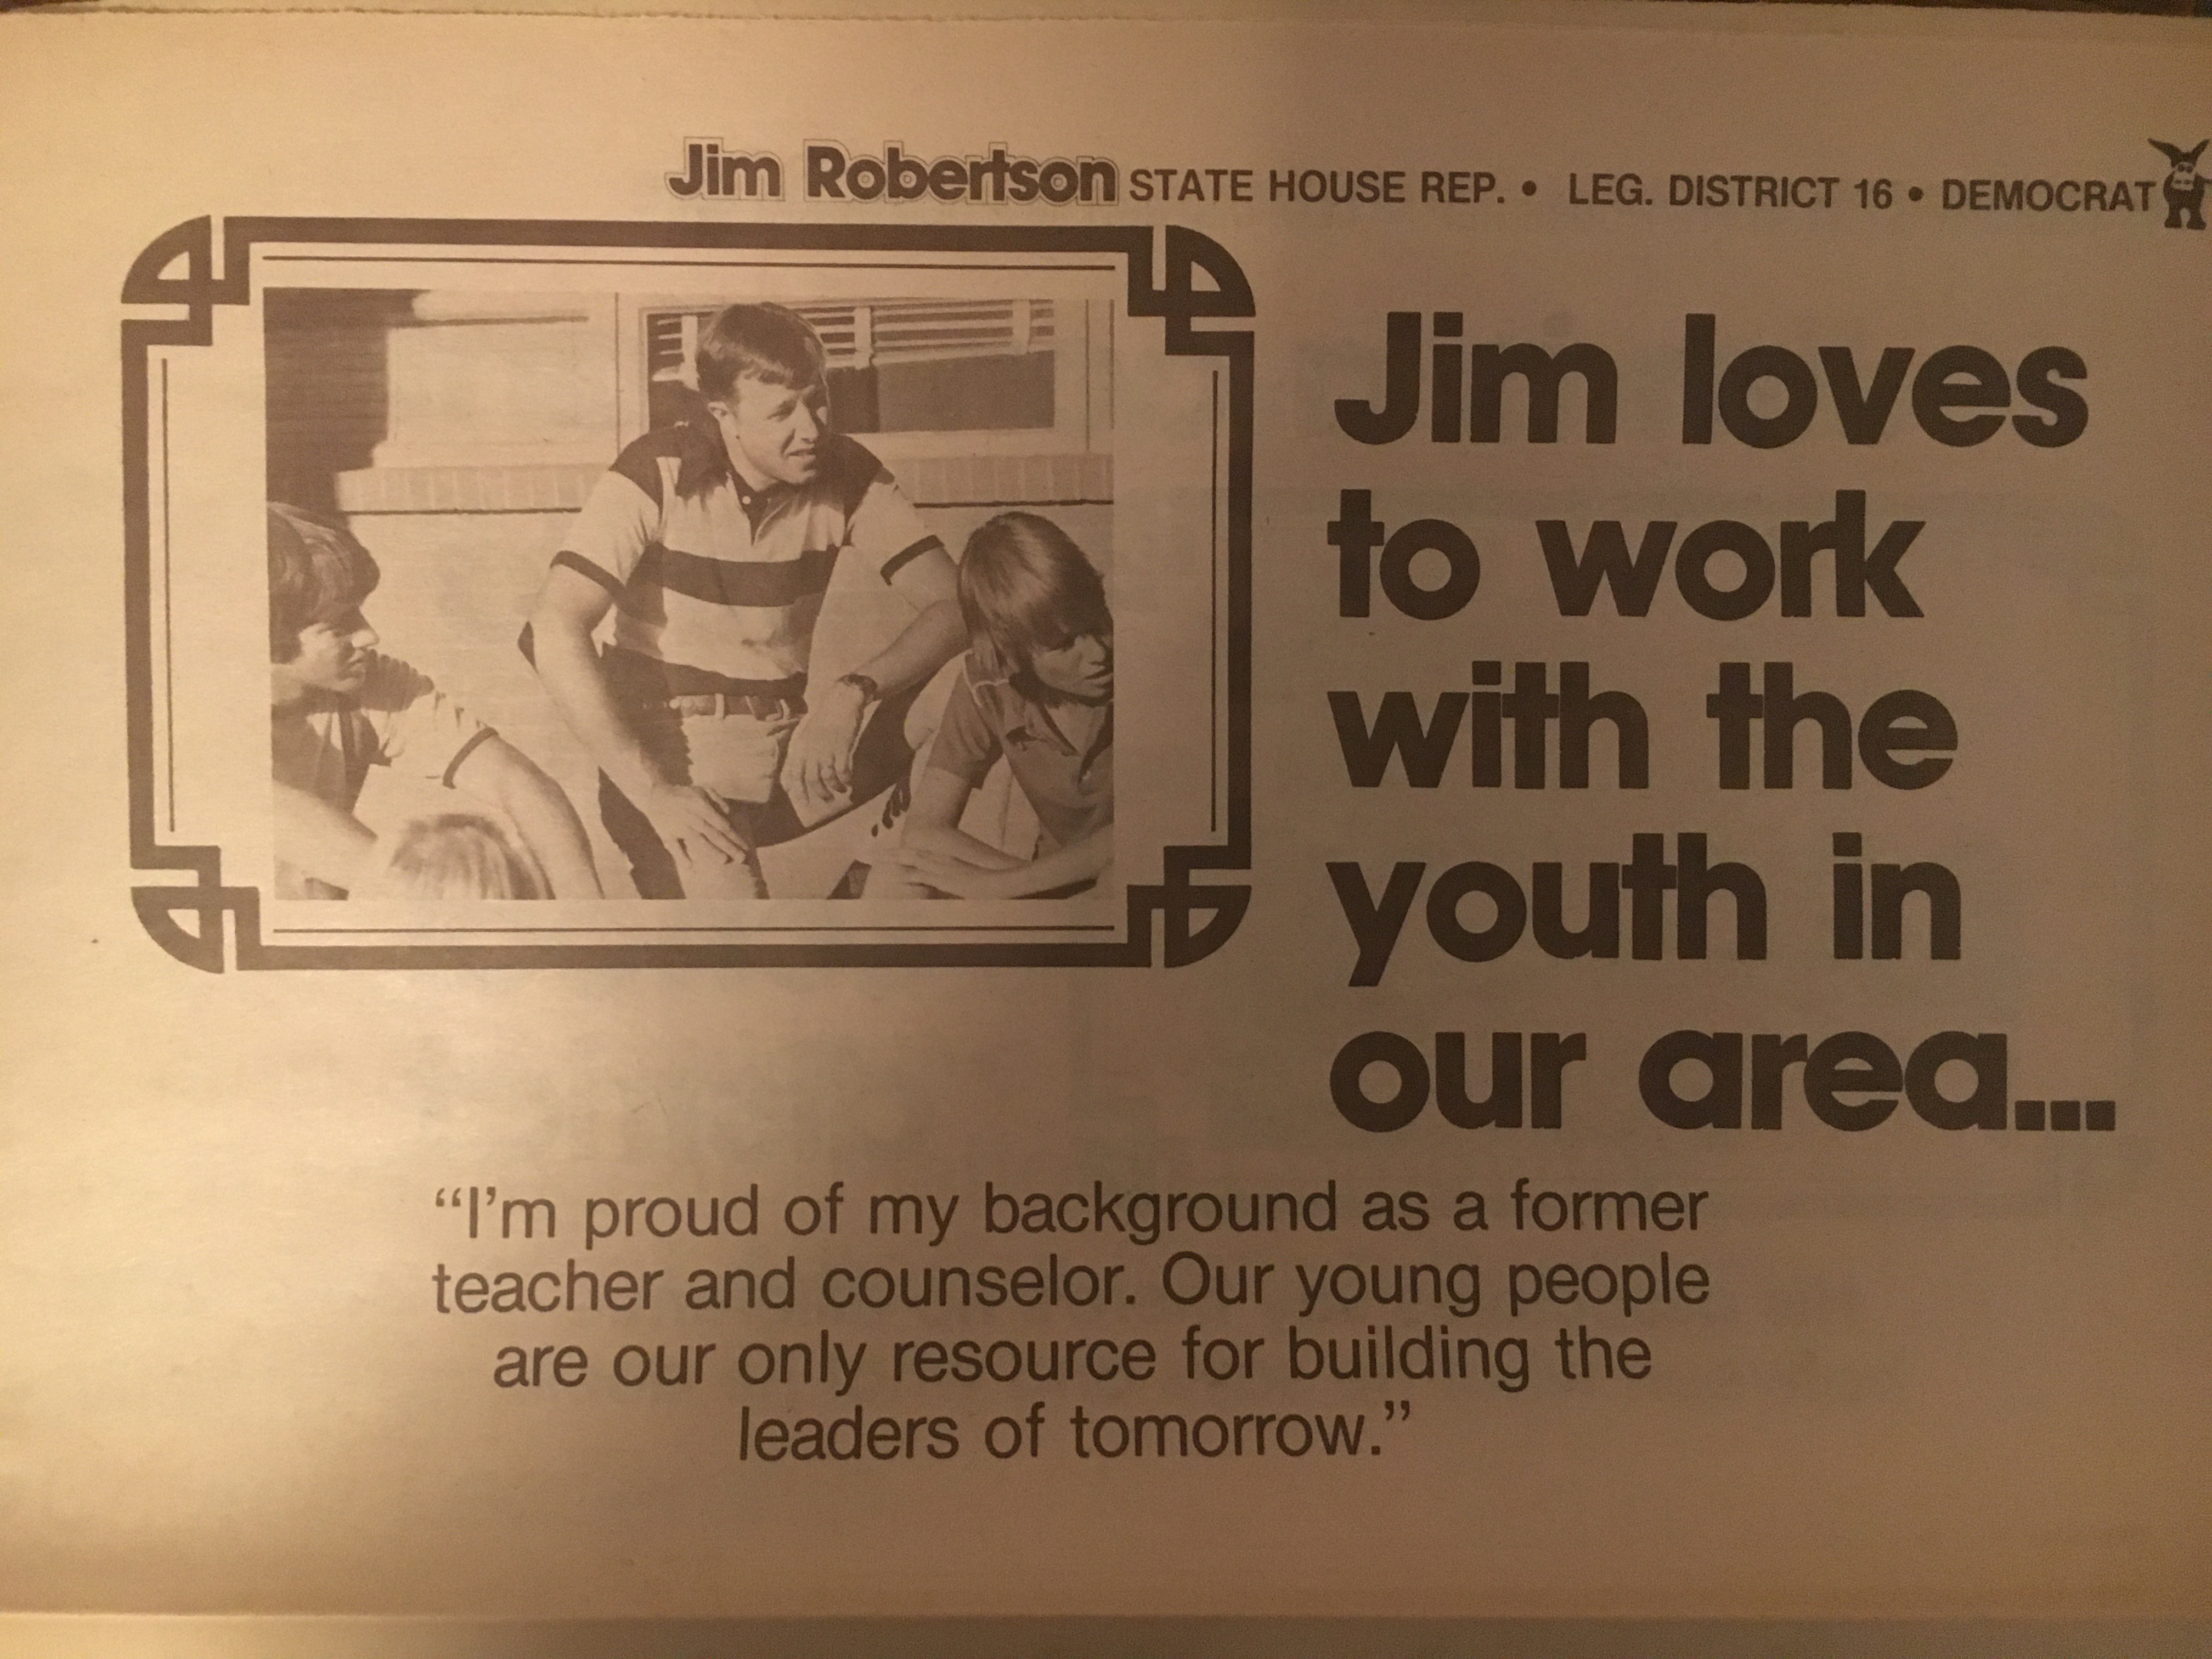 Jim Robertson STATE HOUSE REP. • LEG. DISTRICT 16 • DEMOCRAT
Jim loves
to work
with the
youth in
our area...
“I’m proud of my background as a former
teacher and counselor. Our young people
are our only resource for building the
leaders of tomorrow.”